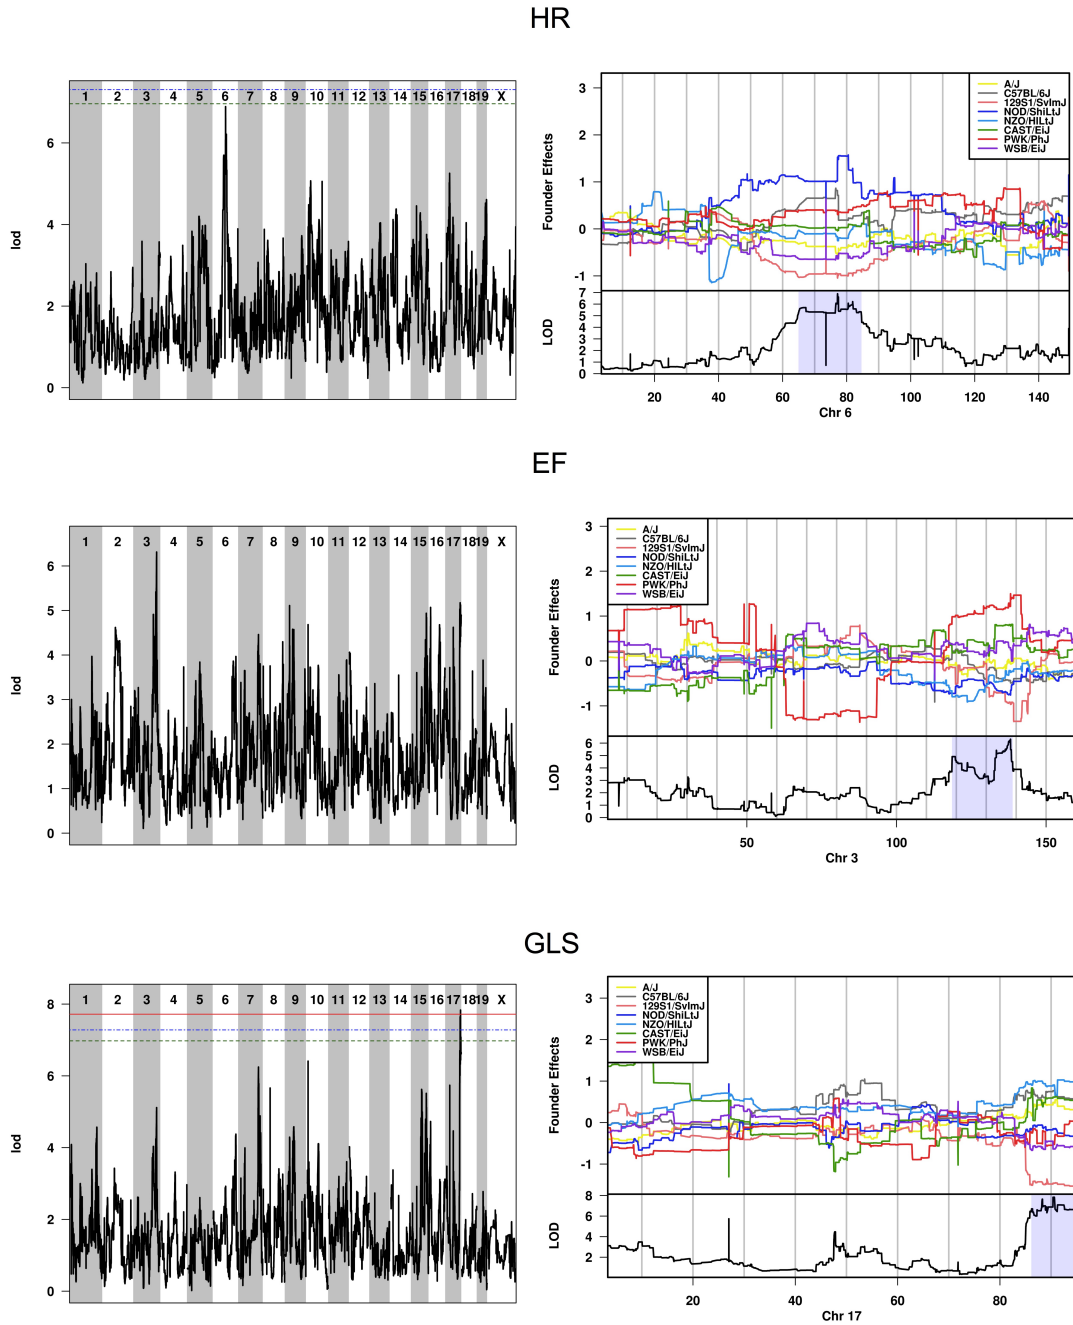 HR
1 2 3 4 5 6 7 8 9 10 11 12 13 14 15 16 17 18 19 X
lod
6
4
2
0
Founder Effects
3
2
1
0
-1
A/J
C57BL/6J
129S1/SvImJ
NOD/ShiLtJ
NZO/HILtJ
CAST/EiJ
PWK/PhJ
WSB/EiJ
LOD
7
6
5
4
3
2
1
0
20 40 60 80 100 120 140
Chr 6
EF
1 2 3 4 5 6 7 8 9 10 11 12 13 14 15 16 17 18 19 X
lod
6
5
4
3
2
1
0
Founder Effects
3
2
1
0
-1
A/J
C57BL/6J
129S1/SvImJ
NOD/ShiLtJ
NZO/HILtJ
CAST/EiJ
PWK/PhJ
WSB/EiJ
LOD
6
5
4
3
2
1
0
50 100 150
Chr 3
GLS
1 2 3 4 5 6 7 8 9 10 11 12 13 14 15 16 17 18 19 X
lod
8
6
4
2
0
Founder Effects
3
2
1
0
-1
A/J
C57BL/6J
129S1/SvImJ
NOD/ShiLtJ
NZO/HILtJ
CAST/EiJ
PWK/PhJ
WSB/EiJ
LOD
8
6
4
2
20 40 60 80
Chr 17